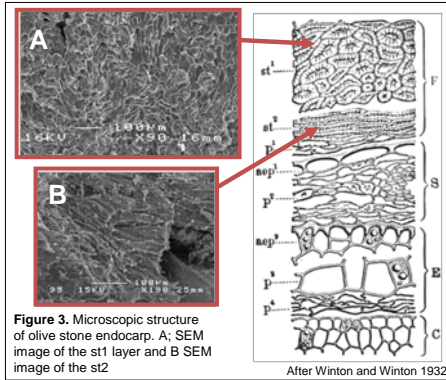 A
100µm
16KV X90 16mm
B
100µm
99 15KV X190 25mm
Figure 3. Microscopic structure
of olive stone endocarp. A; SEM
image of the st1 layer and B SEM
image of the st2
st¹
st²
p¹
aep¹
p²
aep²
p³
p⁴
F
S
E
C
After Winton and Winton 1932